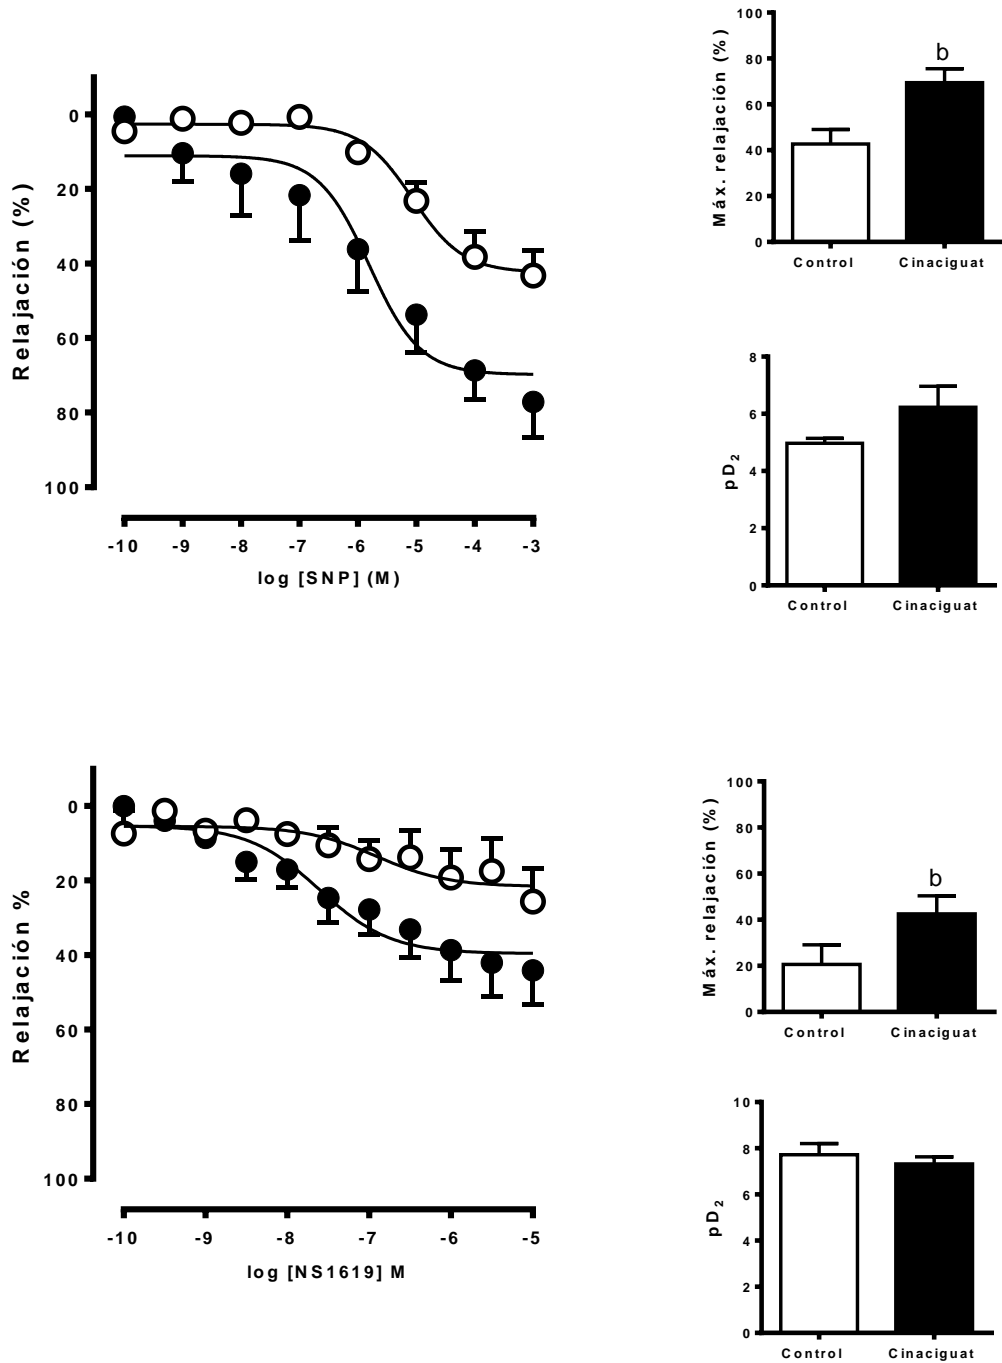 0
20
40
60
80
100
Relajación (%)
-10 -9 -8 -7 -6 -5 -4 -3
log [SNP] (M)
100
80
60
40
20
0
Máx. relajación (%)
b
Control Cinaciguat
8
6
4
2
0
pD2
Control Cinaciguat
0
20
40
60
80
100
Relajación %
-10 -9 -8 -7 -6 -5
log [NS1619] M
100
80
60
40
20
0
Máx. relajación (%)
b
Control Cinaciguat
10
8
6
4
2
0
pD2
Control Cinaciguat